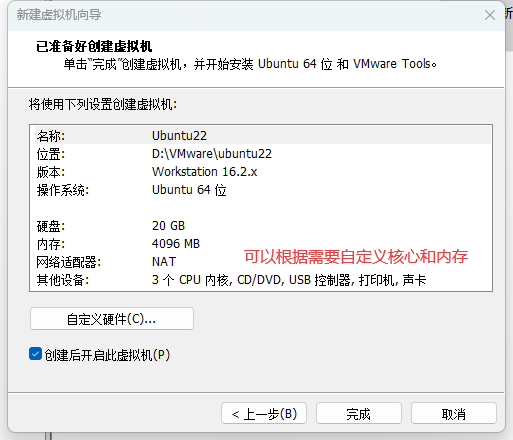 新建虚拟机向导
已准备好创建虚拟机
单击“完成”创建虚拟机，并开始安装 Ubuntu 64 位 和 VMware Tools。
将使用下列设置创建虚拟机:
名称: Ubuntu22
位置: D:\VMware\ubuntu22
版本: Workstation 16.2.x
操作系统: Ubuntu 64 位
硬盘: 20 GB
内存: 4096 MB
可以根据需要自定义核心和内存
网络适配器: NAT
其他设备: 3 个 CPU 内核, CD/DVD, USB 控制器, 打印机, 声卡
自定义硬件(C)...
创建后开启此虚拟机(P)
< 上一步(B) 完成 取消